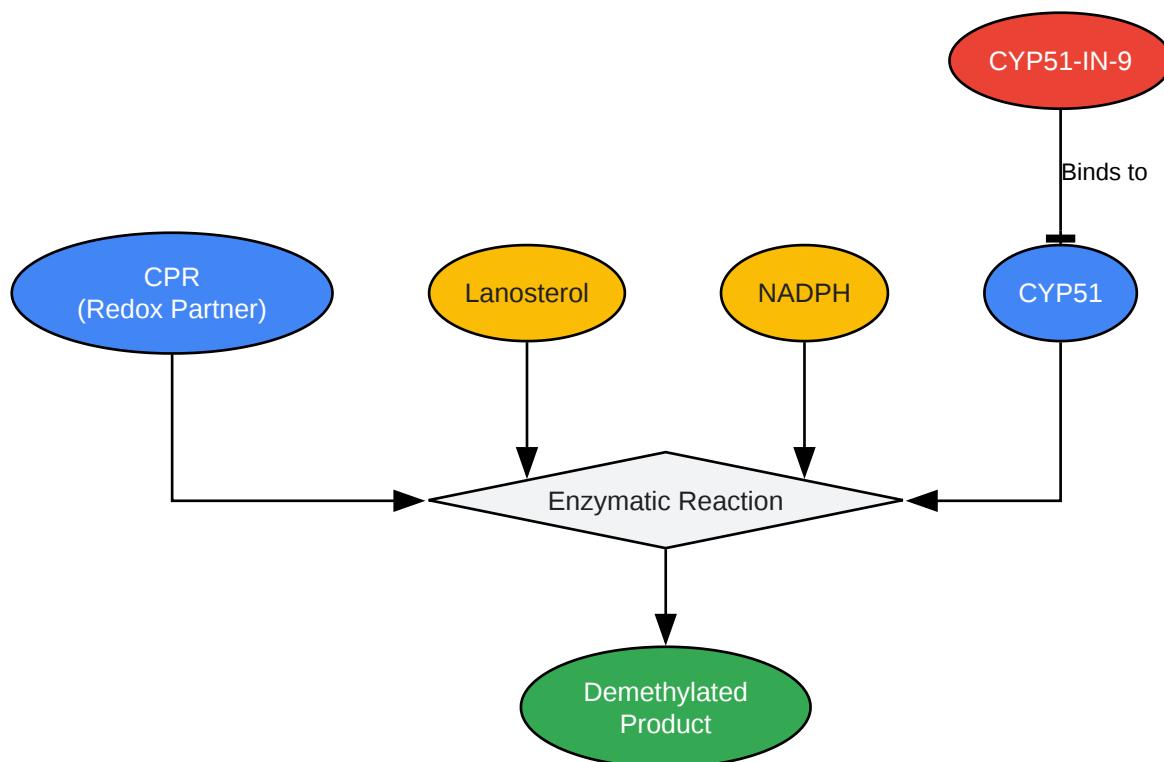 CYP51-IN-9
Binds to
CPR
(Redox Partner)
Lanosterol
NADPH
CYP51
Enzymatic Reaction
Demethylated
Product